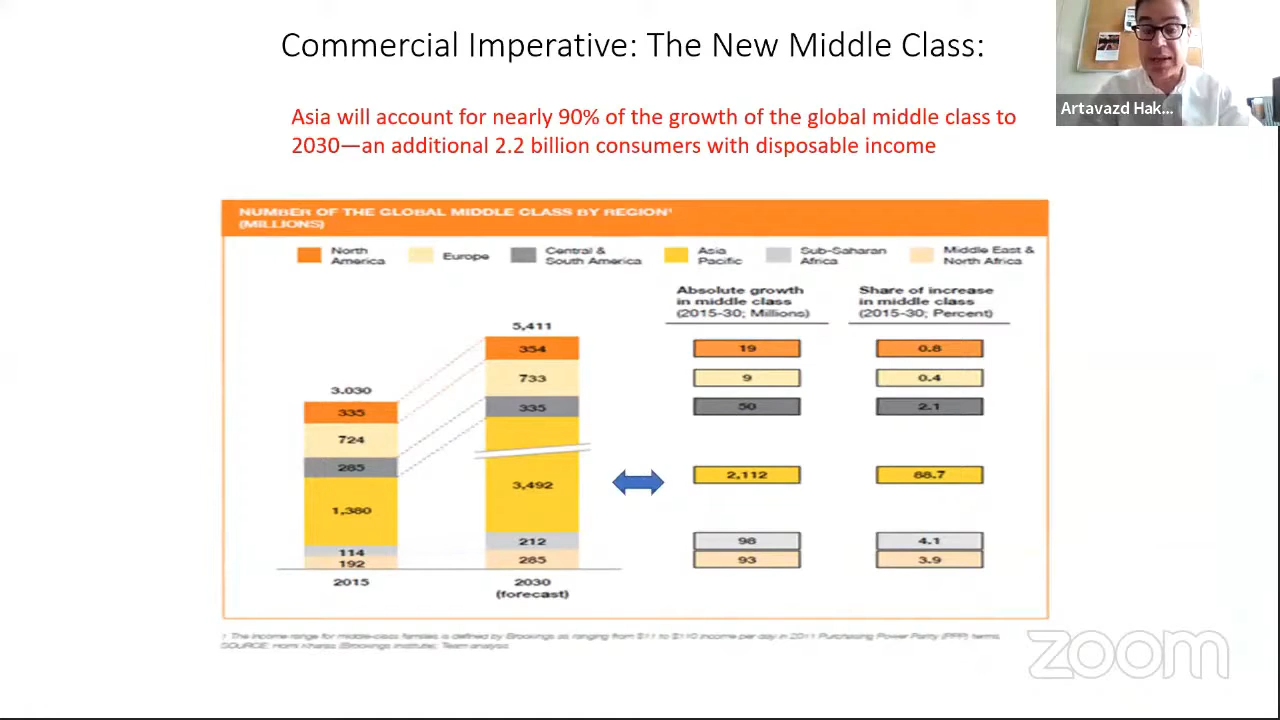 Commercial Imperative: The New Middle Class:
Artavazd Hak...
Asia will account for nearly 90% of the growth of the global middle class to
2030—an additional 2.2 billion consumers with disposable income
NUMBER OF THE GLOBAL MIDDLE CLASS BY REGION¹
(MILLIONS)
North
America
Europe
Central &
South America
Asia
Pacific
Sub-Saharan
Africa
Middle East &
North Africa
Absolute growth
in middle class
(2015-30; Millions)
Share of increase
in middle class
(2015-30; Percent)
3.030
335
724
285
1,380
114
192
2015
5,411
354
733
335
3,492
212
285
2030
(forecast)
19
9
50
2,112
98
93
0.8
0.4
2.1
88.7
4.1
3.9
1 The income range for middle-class families is defined by Brookings as ranging from $11 to $110 income per day in 2011 Purchasing Power Parity (PPP) terms
SOURCE: Homi Kharas (Brookings Institute; Team analysis
zoom